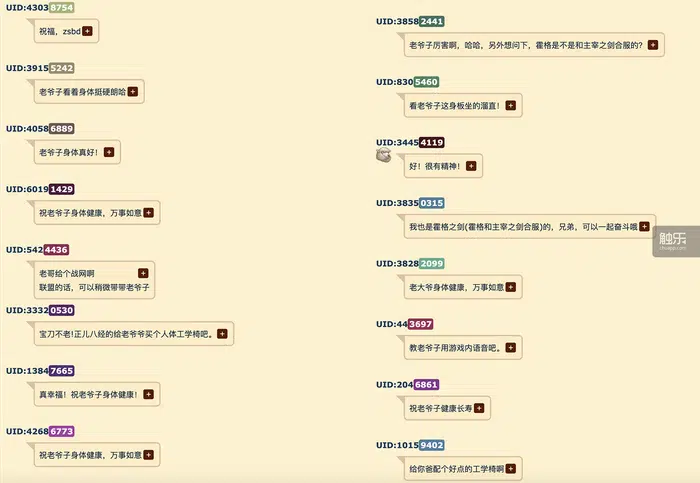 UID:43038754
祝福，zsbd
UID:39155242
老爷子看着身体挺硬朗哈
UID:40586889
老爷子身体真好！
UID:60191429
祝老爷子身体健康，万事如意
UID:5424436
老哥给个战网啊
联盟的话，可以稍微带带老爷子
UID:33320530
宝刀不老!正儿八经的给老爷爷买个人体工学椅吧。
UID:13847665
真幸福！祝老爷子身体健康！
UID:42686773
祝老爷子身体健康，万事如意
UID:38582441
老爷子厉害啊，哈哈，另外想问下，霍格是不是和主宰之剑合服的？
UID:8305460
看老爷子这身板坐的溜直！
UID:34454119
好！很有精神！
UID:38350315
我也是霍格之剑(霍格和主宰之剑合服)的，兄弟，可以一起奋斗哦
UID:38282099
老大爷身体健康，万事如意
UID:443697
教老爷子用游戏内语音吧。
UID:2046861
祝老爷子健康长寿
UID:10159402
给你爸配个好点的工学椅啊
触乐